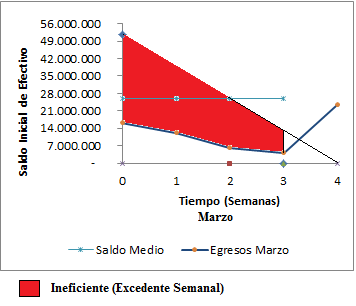 Saldo Inicial de Efectivo
56.000.000
49.000.000
42.000.000
35.000.000
28.000.000
21.000.000
14.000.000
7.000.000
-
0 1 2 3 4
Tiempo (Semanas)
Marzo
Saldo Medio Egresos Marzo
Ineficiente (Excedente Semanal)